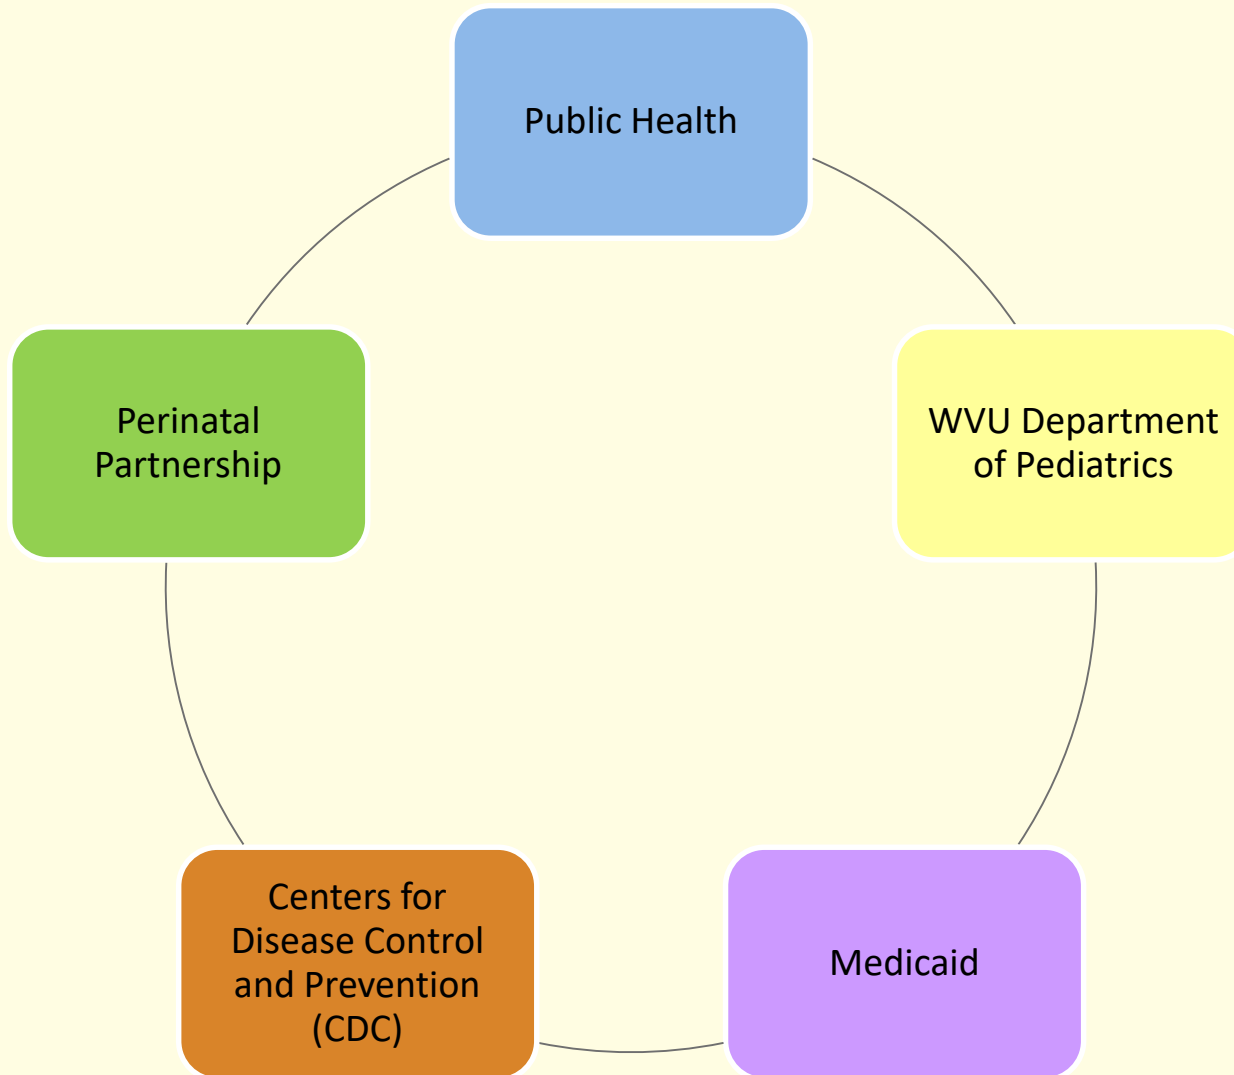 Public Health
Perinatal
Partnership
WVU Department
of Pediatrics
Centers for
Disease Control
and Prevention
(CDC)
Medicaid